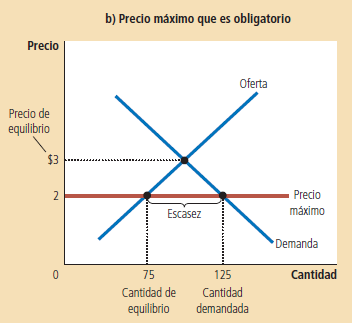 b) Precio máximo que es obligatorio
Precio
Oferta
Precio de
equilibrio
$3
2
Precio
máximo
Escasez
Demanda
0
75
125
Cantidad
Cantidad de
equilibrio
Cantidad
demandada